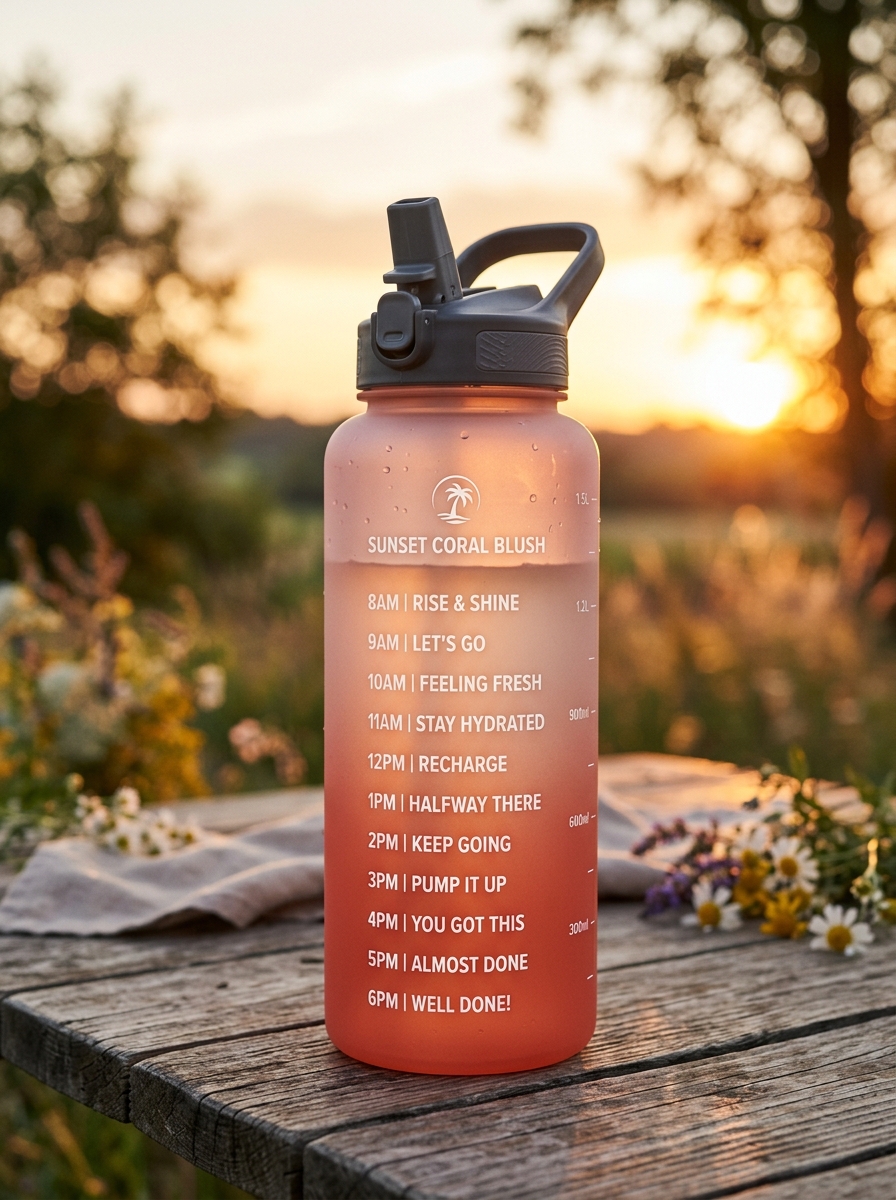 SUNSET CORAL BLUSH
8AM | RISE & SHINE
9AM | LET'S GO
10AM | FEELING FRESH
11AM | STAY HYDRATED
12PM | RECHARGE
1PM | HALFWAY THERE
2PM | KEEP GOING
3PM | PUMP IT UP
4PM | YOU GOT THIS
5PM | ALMOST DONE
6PM | WELL DONE!
1.5L
1.2L
900ml
600ml
300ml